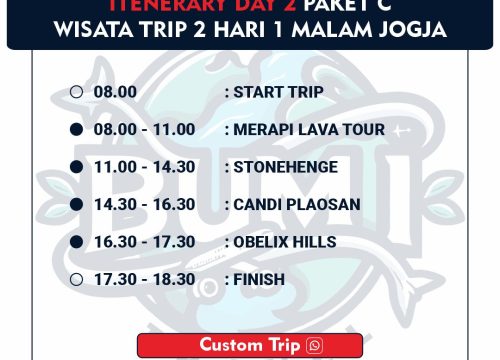 ITENERARY DAY 2 PAKET C
WISATA TRIP 2 HARI 1 MALAM JOGJA
08.00 : START TRIP
08.00 - 11.00 : MERAPI LAVA TOUR
11.00 - 14.30 : STONEHENGE
14.30 - 16.30 : CANDI PLAOSAN
16.30 - 17.30 : OBELIX HILLS
17.30 - 18.30 : FINISH
BUMI
Custom Trip